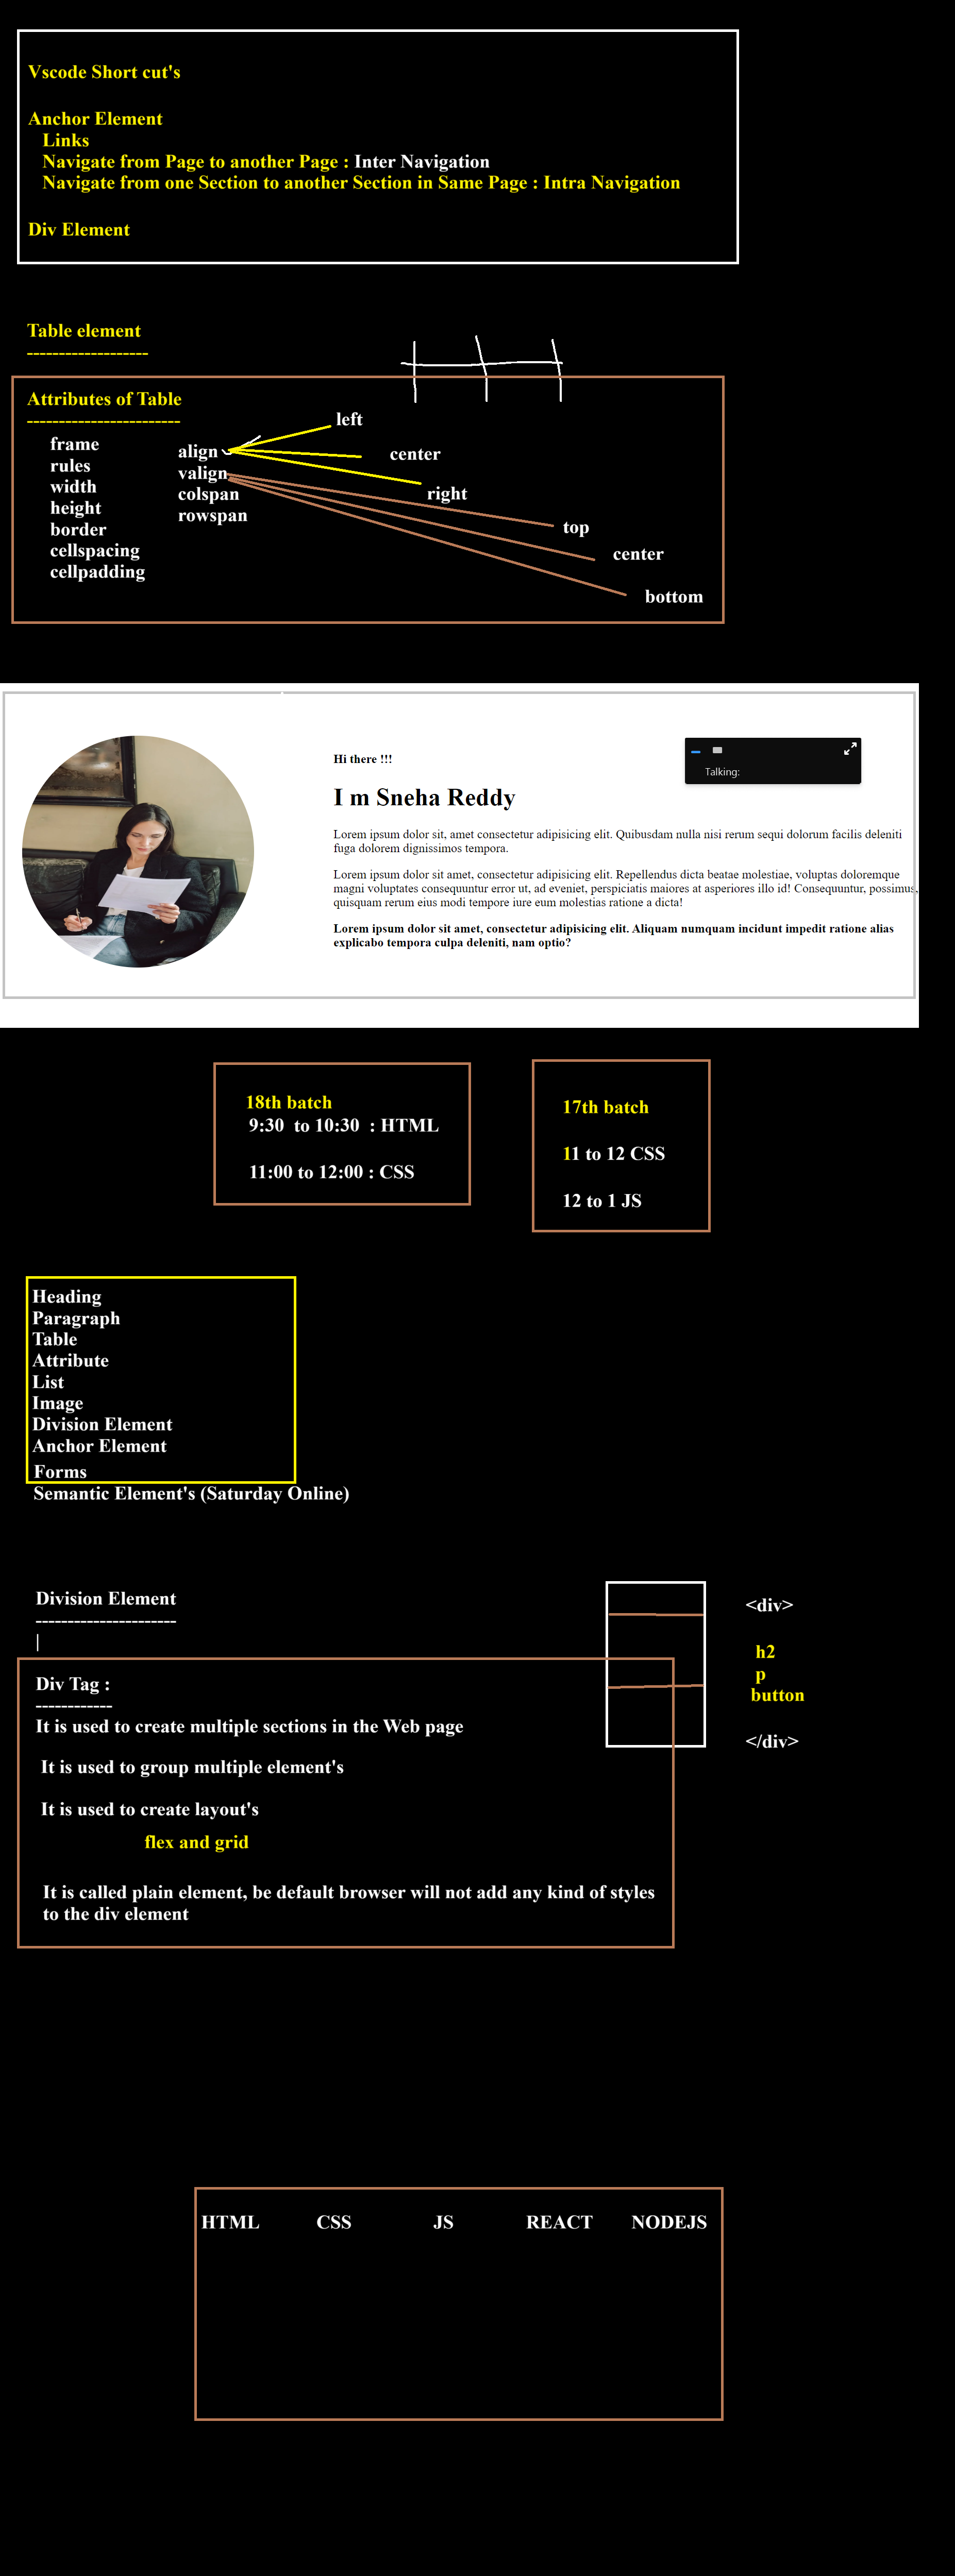 Vscode Short cut's
Anchor Element
Links
Navigate from Page to another Page : Inter Navigation
Navigate from one Section to another Section in Same Page : Intra Navigation
Div Element
Table element
-------------------
Attributes of Table
------------------------
frame
rules
width
height
border
cellspacing
cellpadding
align
valign
colspan
rowspan
left
center
right
top
center
bottom
Hi there !!!
I m Sneha Reddy
Lorem ipsum dolor sit, amet consectetur adipisicing elit. Quibusdam nulla nisi rerum sequi dolorum facilis deleniti
fuga dolorem dignissimos tempora.
Lorem ipsum dolor sit amet, consectetur adipisicing elit. Repellendus dicta beatae molestiae, voluptas doloremque
magni voluptates consequuntur error ut, ad eveniet, perspiciatis maiores at asperiores illo id! Consequuntur, possimus,
quisquam rerum eius modi tempore iure eum molestias ratione a dicta!
Lorem ipsum dolor sit amet, consectetur adipisicing elit. Aliquam numquam incidunt impedit ratione alias
explicabo tempora culpa deleniti, nam optio?
Talking:
18th batch
9:30 to 10:30 : HTML
11:00 to 12:00 : CSS
17th batch
11 to 12 CSS
12 to 1 JS
Heading
Paragraph
Table
Attribute
List
Image
Division Element
Anchor Element
Forms
Semantic Element's (Saturday Online)
Division Element
----------------------
Div Tag :
------------
It is used to create multiple sections in the Web page
It is used to group multiple element's
It is used to create layout's
flex and grid
It is called plain element, be default browser will not add any kind of styles
to the div element
<div>
h2
p
button
</div>
HTML CSS JS REACT NODEJS